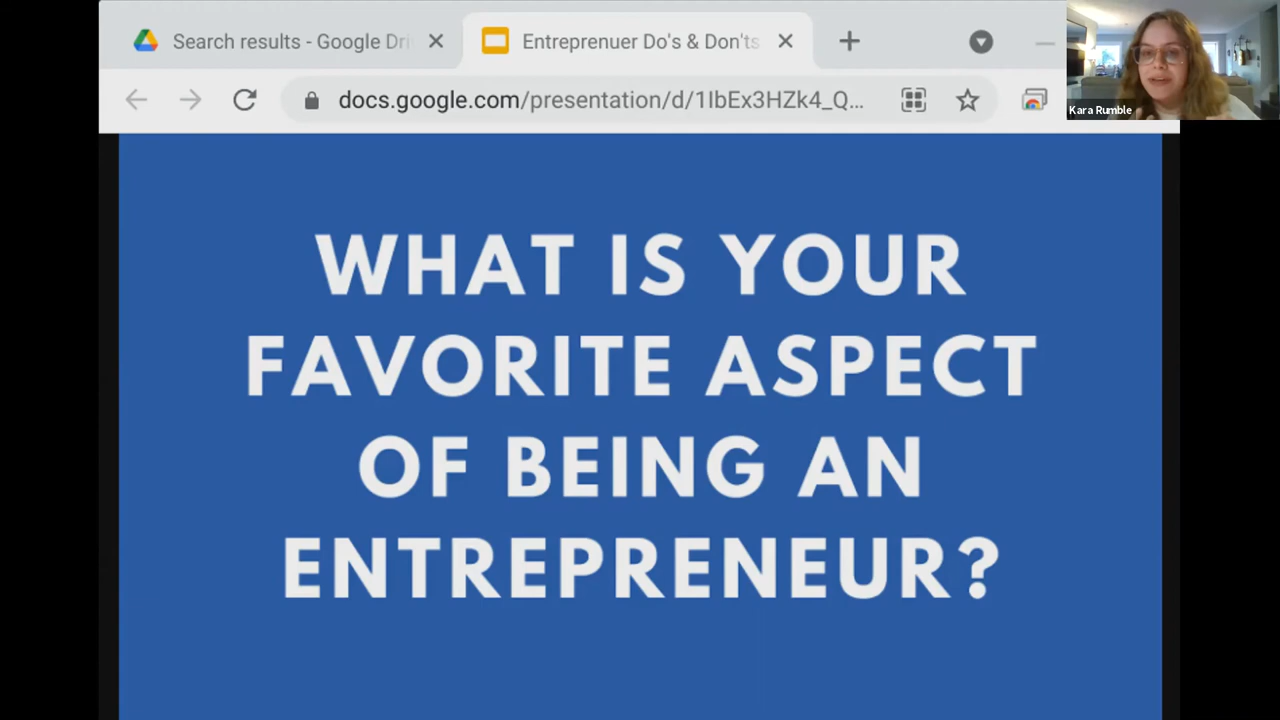 Search results - Google Dri
Entreprenuer Do's & Don'ts
docs.google.com/presentation/d/1IbEx3HZk4_Q...
Kara Rumble
WHAT IS YOUR
FAVORITE ASPECT
OF BEING AN
ENTREPRENEUR?